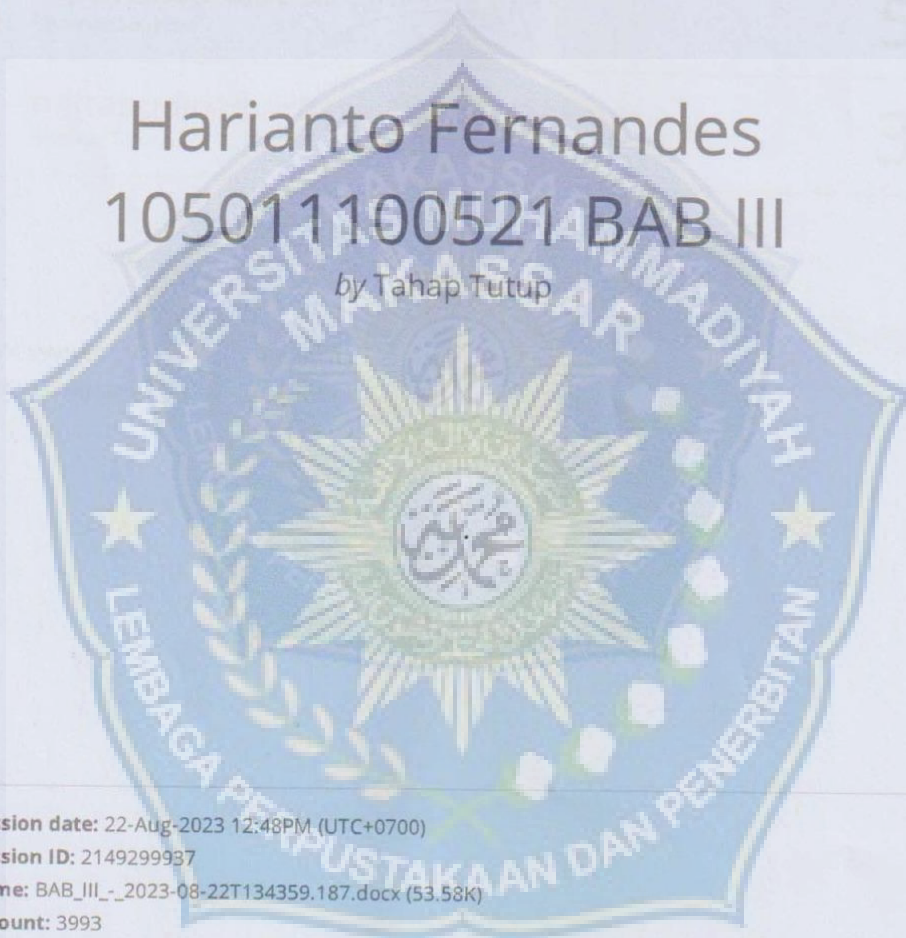 Harianto Fernandes
105011100521 BAB III
by Tahap Tutup
UNIVERSITAS MUHAMMADIYAH
MAKASSAR
محمدية
LEMBAGA PERPUSTAKAAN DAN PENERBITAN
sion date: 22-Aug-2023 12:48PM (UTC+0700)
sion ID: 2149299937
me: BAB_III_-_2023-08-22T134359.187.docx (53.58K)
ount: 3993